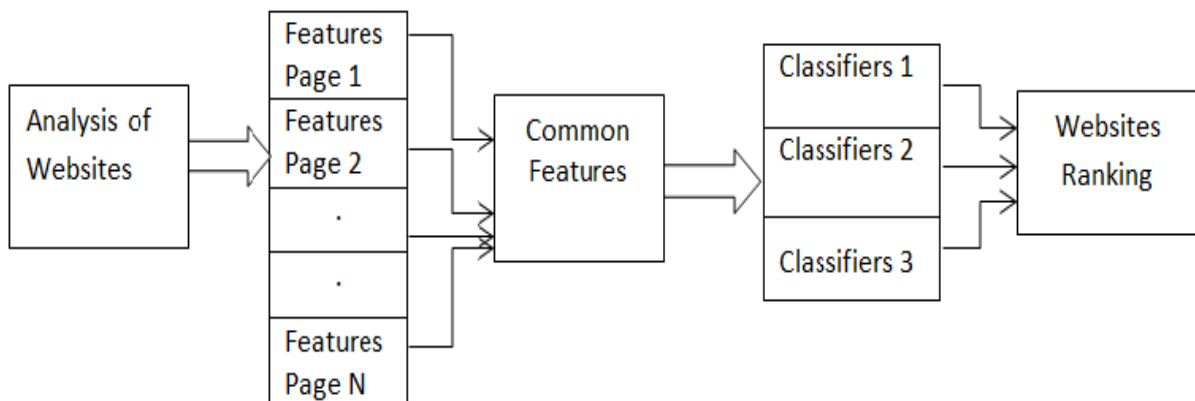 Analysis of
Websites
Features
Page 1
Features
Page 2
.
.
Features
Page N
Common
Features
Classifiers 1
Classifiers 2
Classifiers 3
Websites
Ranking